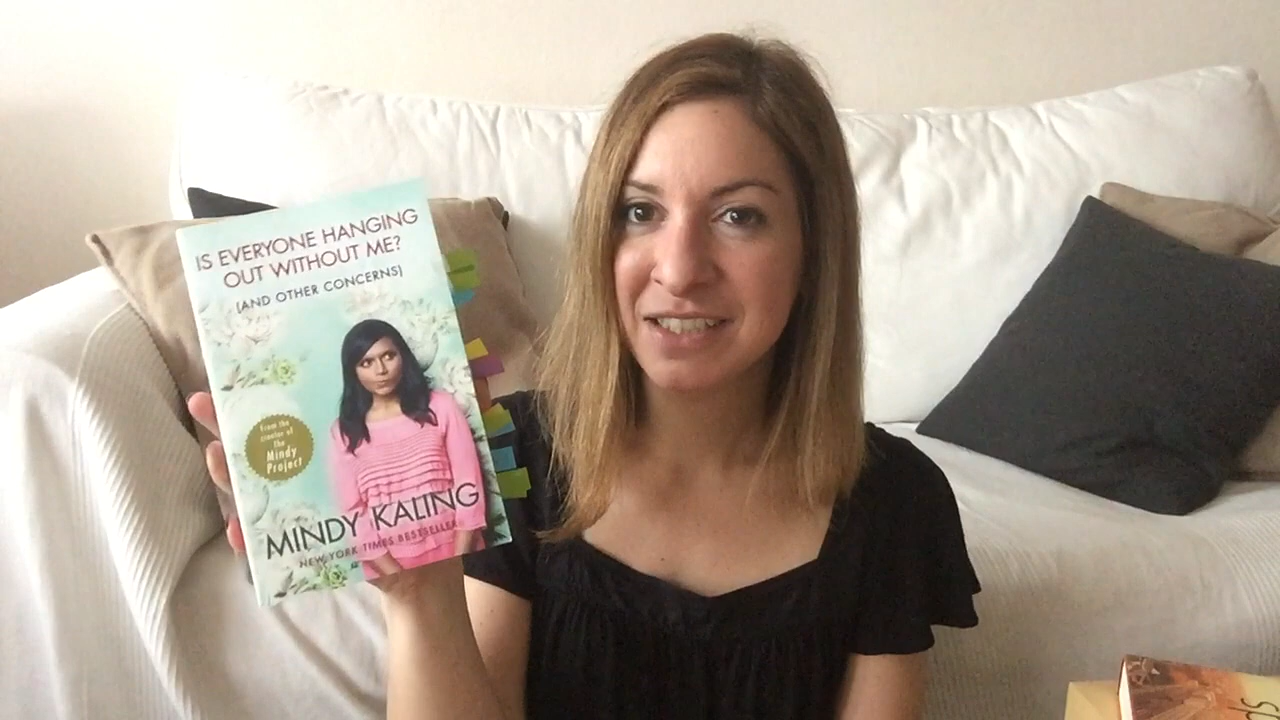 IS EVERYONE HANGING
OUT WITHOUT ME?
(AND OTHER CONCERNS)
From the
creator of
The
Mindy
Project
MINDY KALING
NEW YORK TIMES BESTSELLER